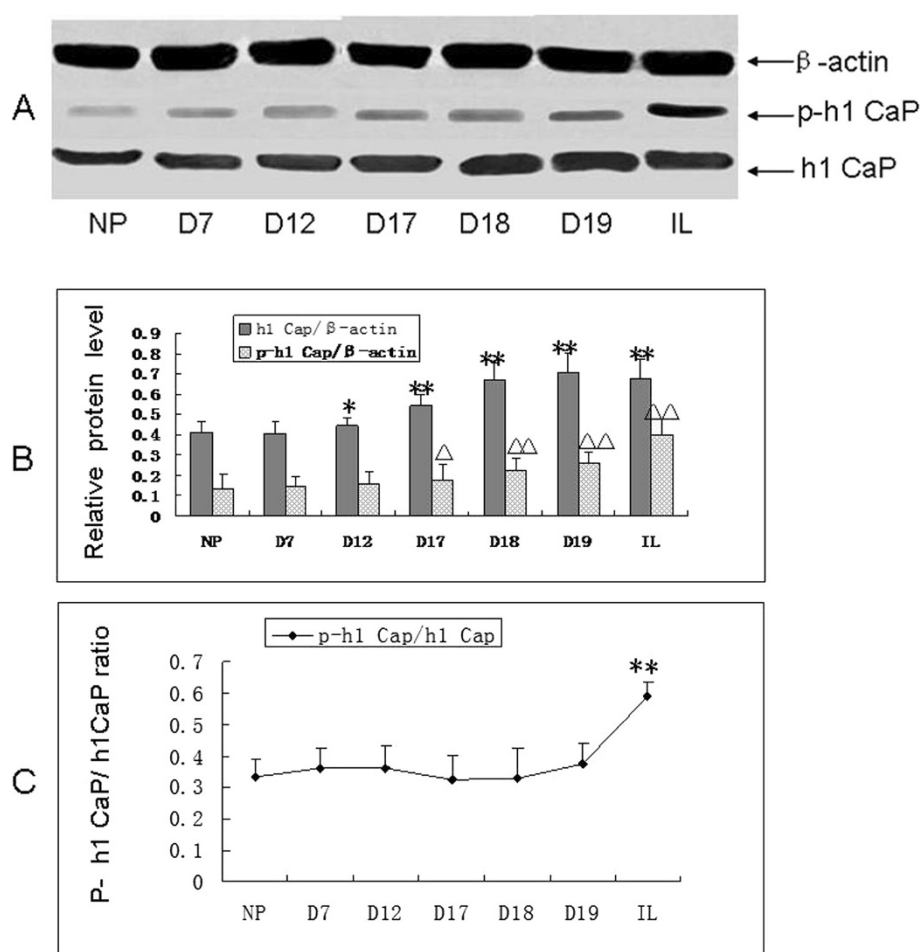 A
β-actin
p-h1 CaP
h1 CaP
NP D7 D12 D17 D18 D19 IL
B
Relative protein level
h1 Cap/β-actin
p-h1 Cap/β-actin
0.9
0.8
0.7
0.6
0.5
0.4
0.3
0.2
0.1
0
* ** ** ** **
△ △△ △△ △△
NP D7 D12 D17 D18 D19 IL
C
P- h1 CaP/ h1CaP ratio
p-h1 Cap/h1 Cap
0.7
0.6
0.5
0.4
0.3
0.2
0.1
0
**
NP D7 D12 D17 D18 D19 IL